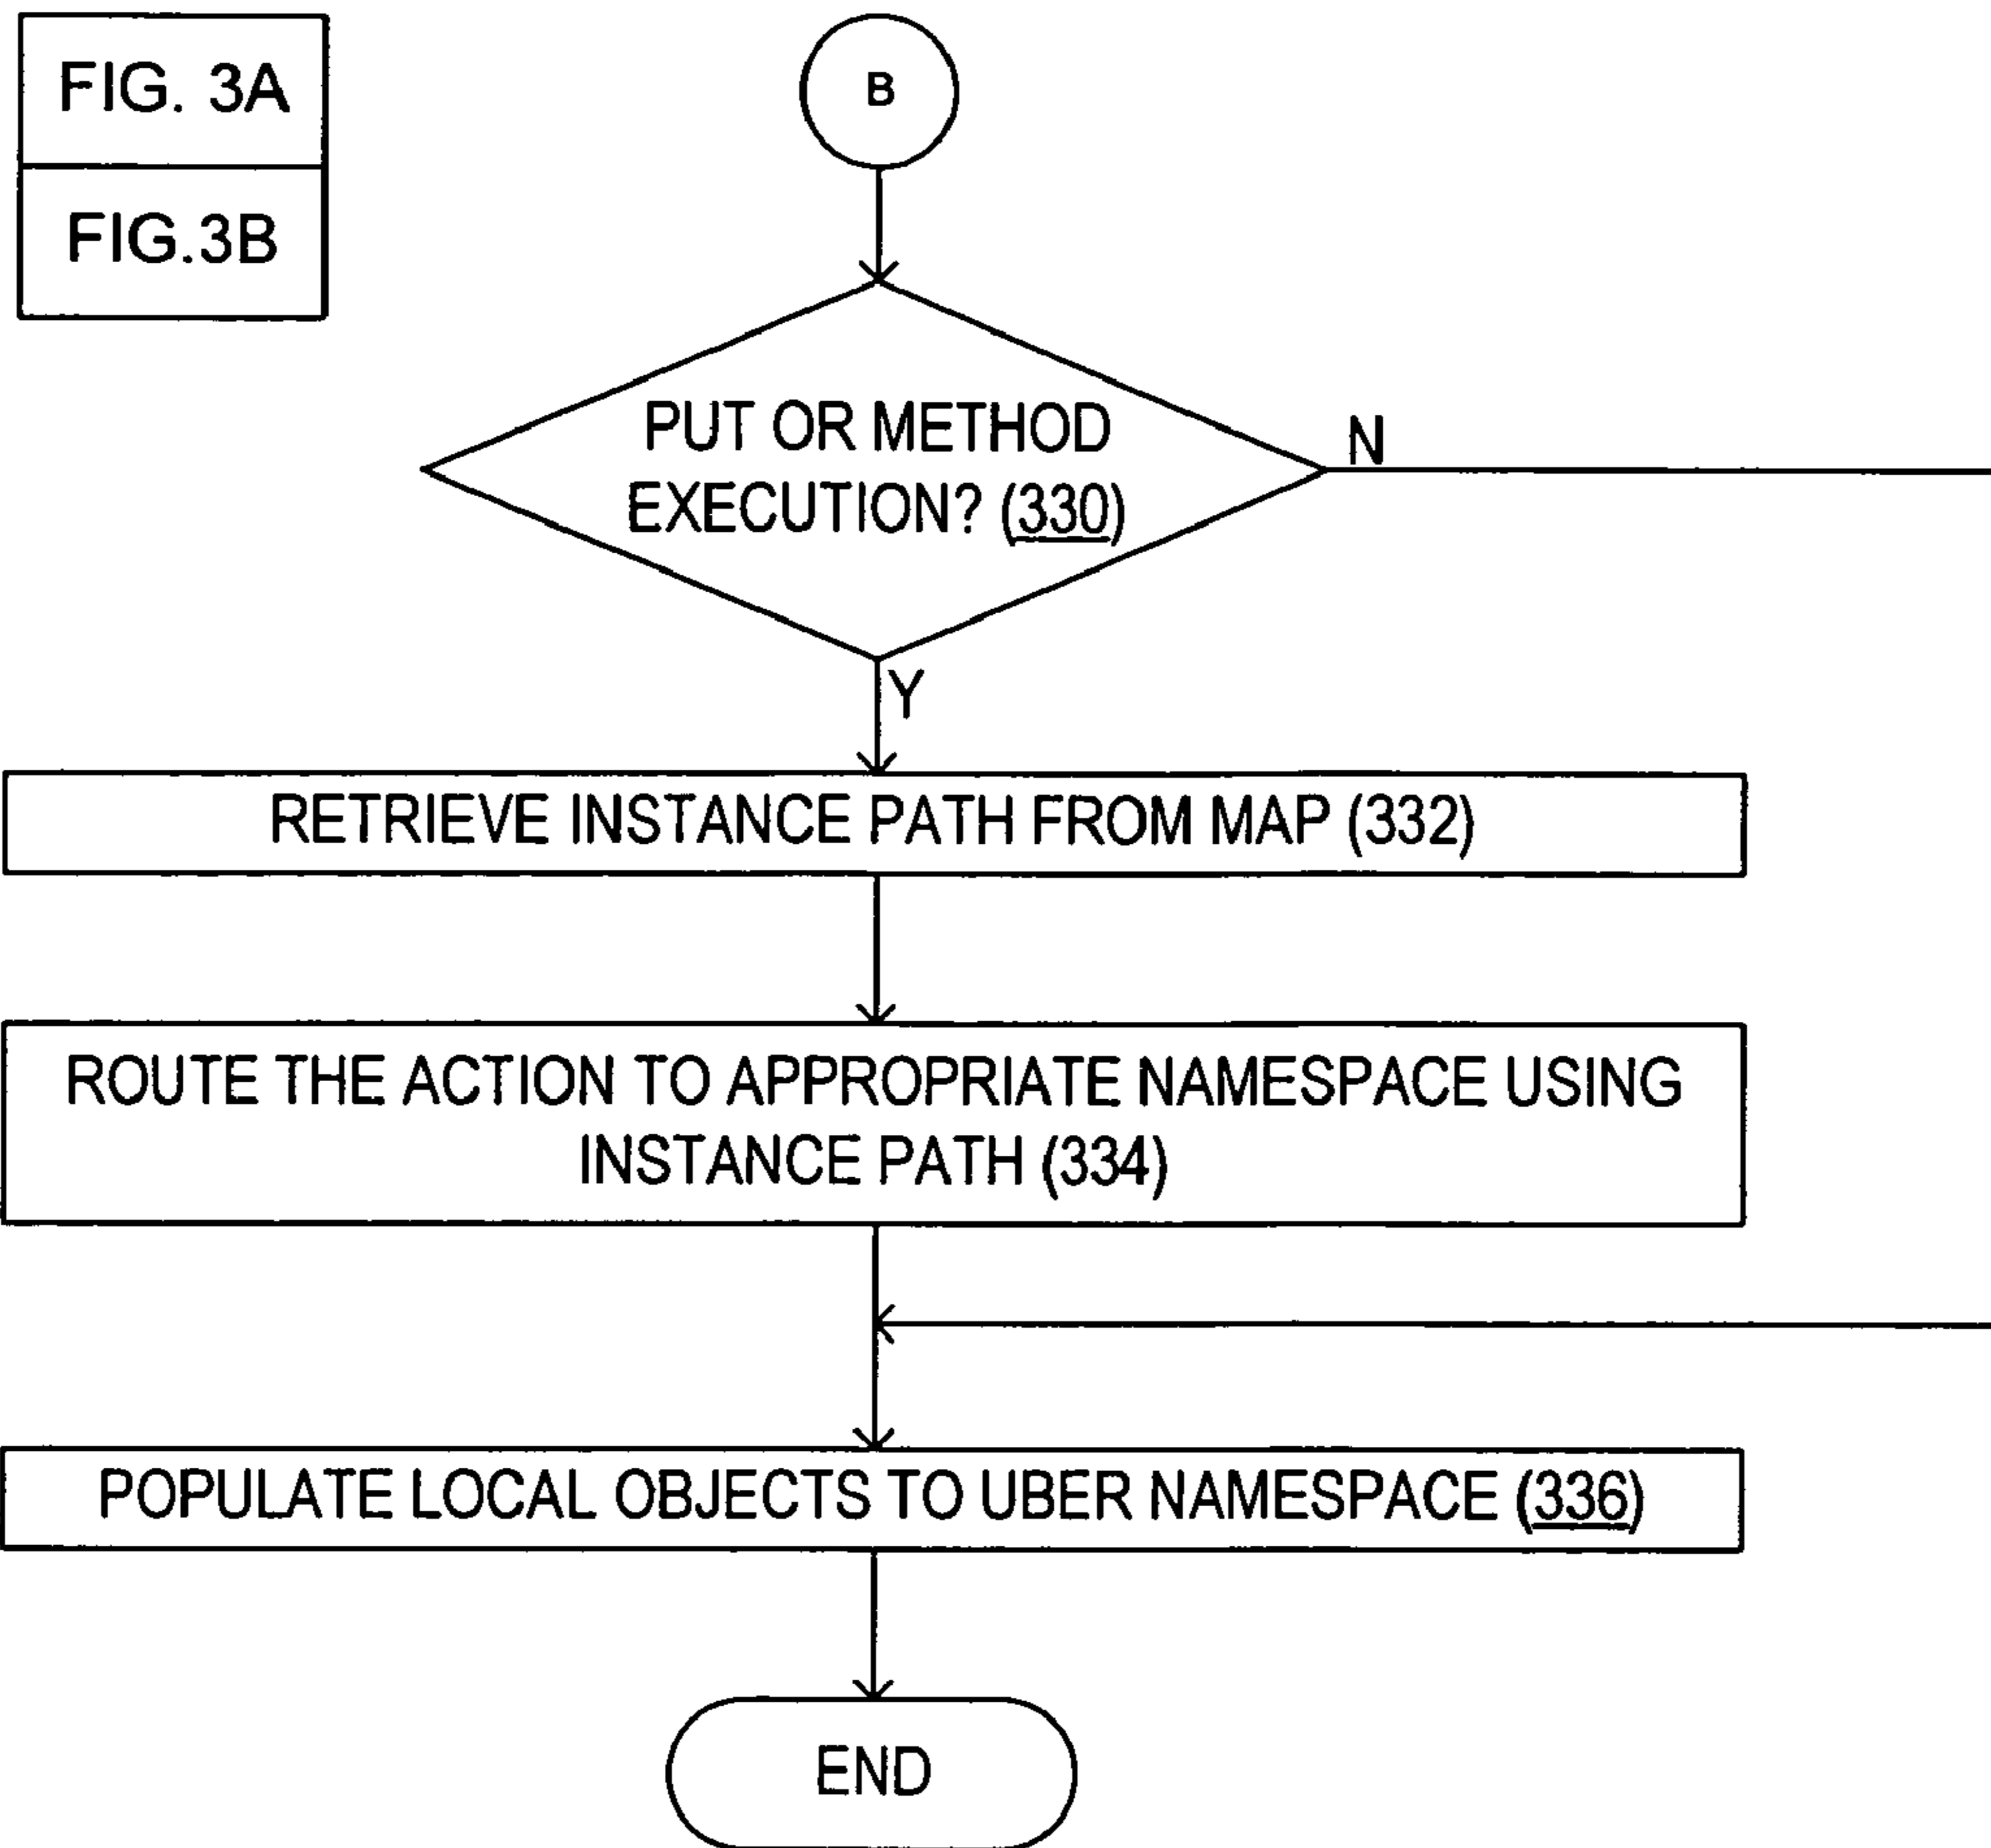 FIG. 3A
FIG.3B
B
PUT OR METHOD
EXECUTION? (330)
N
Y
RETRIEVE INSTANCE PATH FROM MAP (332)
ROUTE THE ACTION TO APPROPRIATE NAMESPACE USING
INSTANCE PATH (334)
POPULATE LOCAL OBJECTS TO UBER NAMESPACE (336)
END